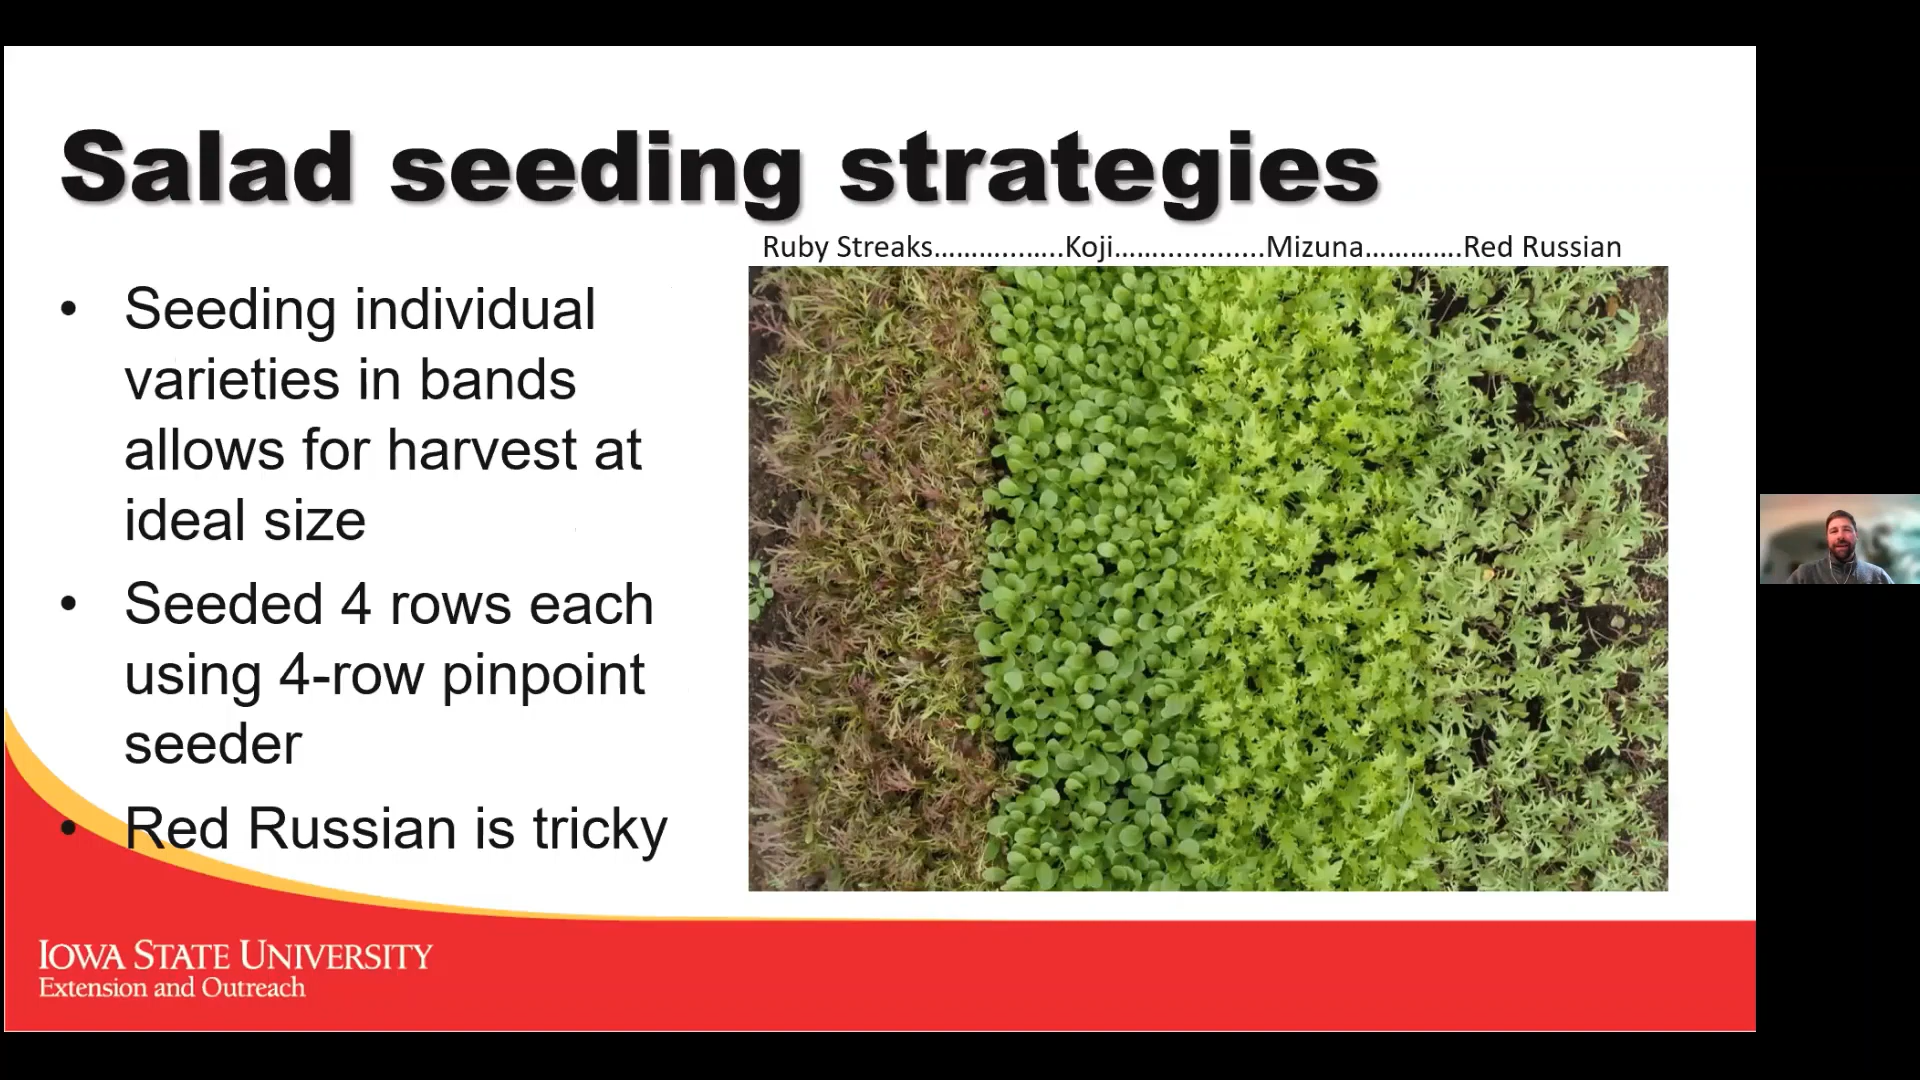 Salad seeding strategies
Ruby Streaks…………....Koji……............Mizuna………….Red Russian
• Seeding individual
varieties in bands
allows for harvest at
ideal size
• Seeded 4 rows each
using 4-row pinpoint
seeder
• Red Russian is tricky
IOWA STATE UNIVERSITY
Extension and Outreach